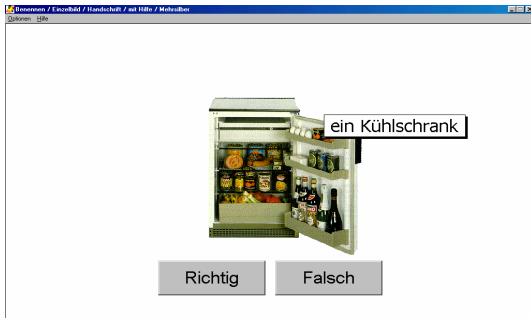 Benennen / Einzelbild / Handschrift / mit Hilfe / Mehrsilber
Optionen Hilfe
ein Kühlschrank
Richtig Falsch